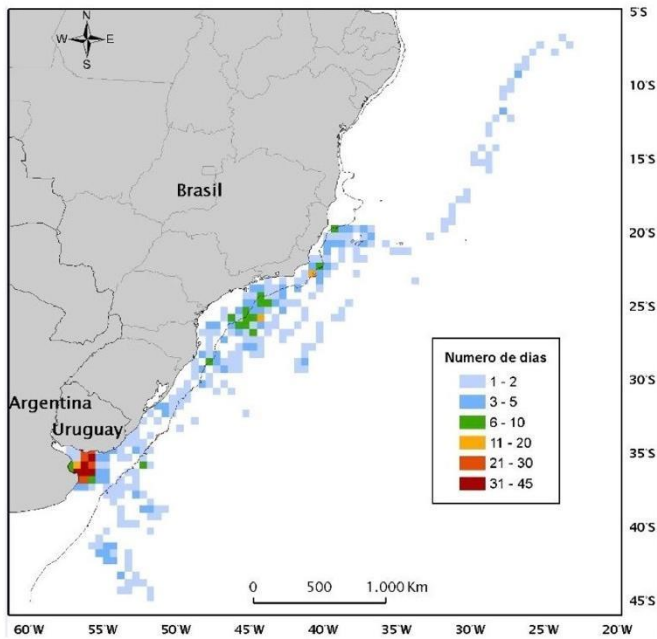 N
W E
S
5°S
10°S
Brasil
15°S
20°S
25°S
Numero de dias
1 - 2
3 - 5
6 - 10
11 - 20
21 - 30
31 - 45
30°S
Argentina
Uruguay
35°S
40°S
0 500 1.000 Km
45°S
60°W 55°W 50°W 45°W 40°W 35°W 30°W 25°W 20°W